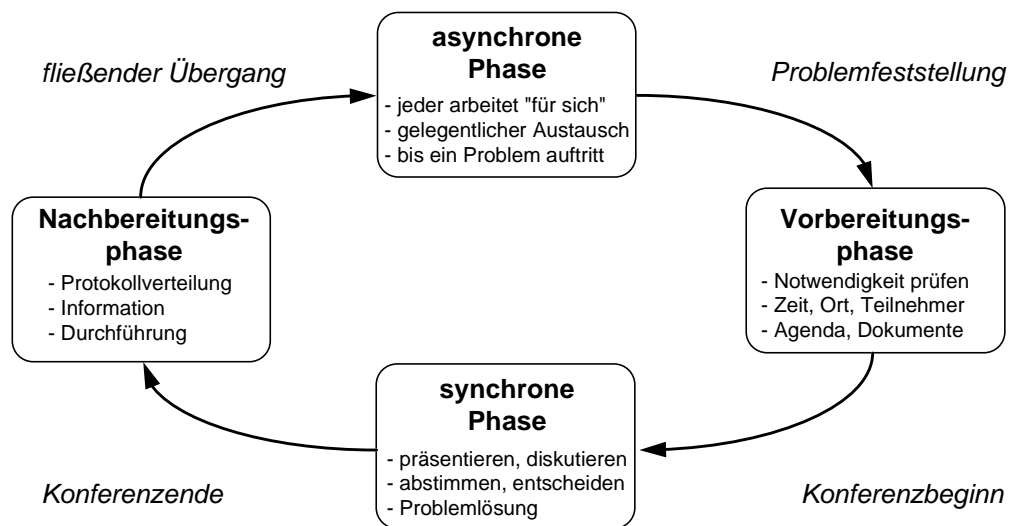 asynchrone
Phase
- jeder arbeitet "für sich"
- gelegentlicher Austausch
- bis ein Problem auftritt
fließender Übergang
Problemfeststellung
Nachbereitungs-
phase
- Protokollverteilung
- Information
- Durchführung
Vorbereitungs-
phase
- Notwendigkeit prüfen
- Zeit, Ort, Teilnehmer
- Agenda, Dokumente
synchrone
Phase
- präsentieren, diskutieren
- abstimmen, entscheiden
- Problemlösung
Konferenzende
Konferenzbeginn